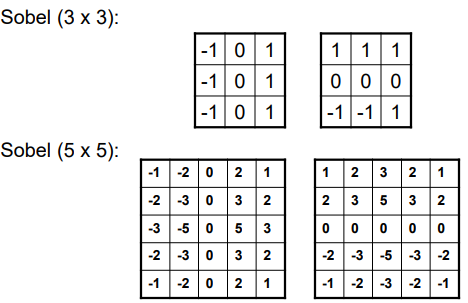 Sobel (3 x 3):
-1 0 1 1 1 1
-1 0 1 0 0 0
-1 0 1 -1 -1 1
Sobel (5 x 5):
-1 -2 0 2 1 1 2 3 2 1
-2 -3 0 3 2 2 3 5 3 2
-3 -5 0 5 3 0 0 0 0 0
-2 -3 0 3 2 -2 -3 -5 -3 -2
-1 -2 0 2 1 -1 -2 -3 -2 -1